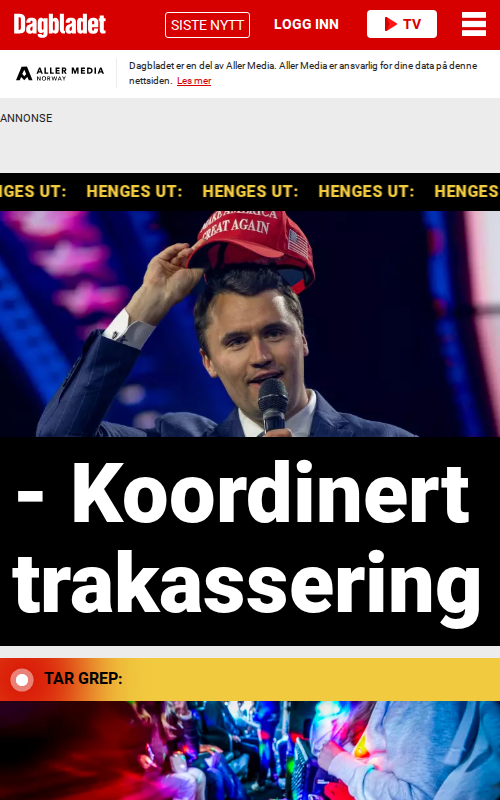 Dagbladet
SISTE NYTT
LOGG INN
TV
ALLER MEDIA
NORWAY
Dagbladet er en del av Aller Media. Aller Media er ansvarlig for dine data på denne
nettsiden. Les mer
ANNONSE
NGES UT: HENGES UT: HENGES UT: HENGES UT: HENGES
MAKE AMERICA
GREAT AGAIN
- Koordinert
trakassering
TAR GREP: